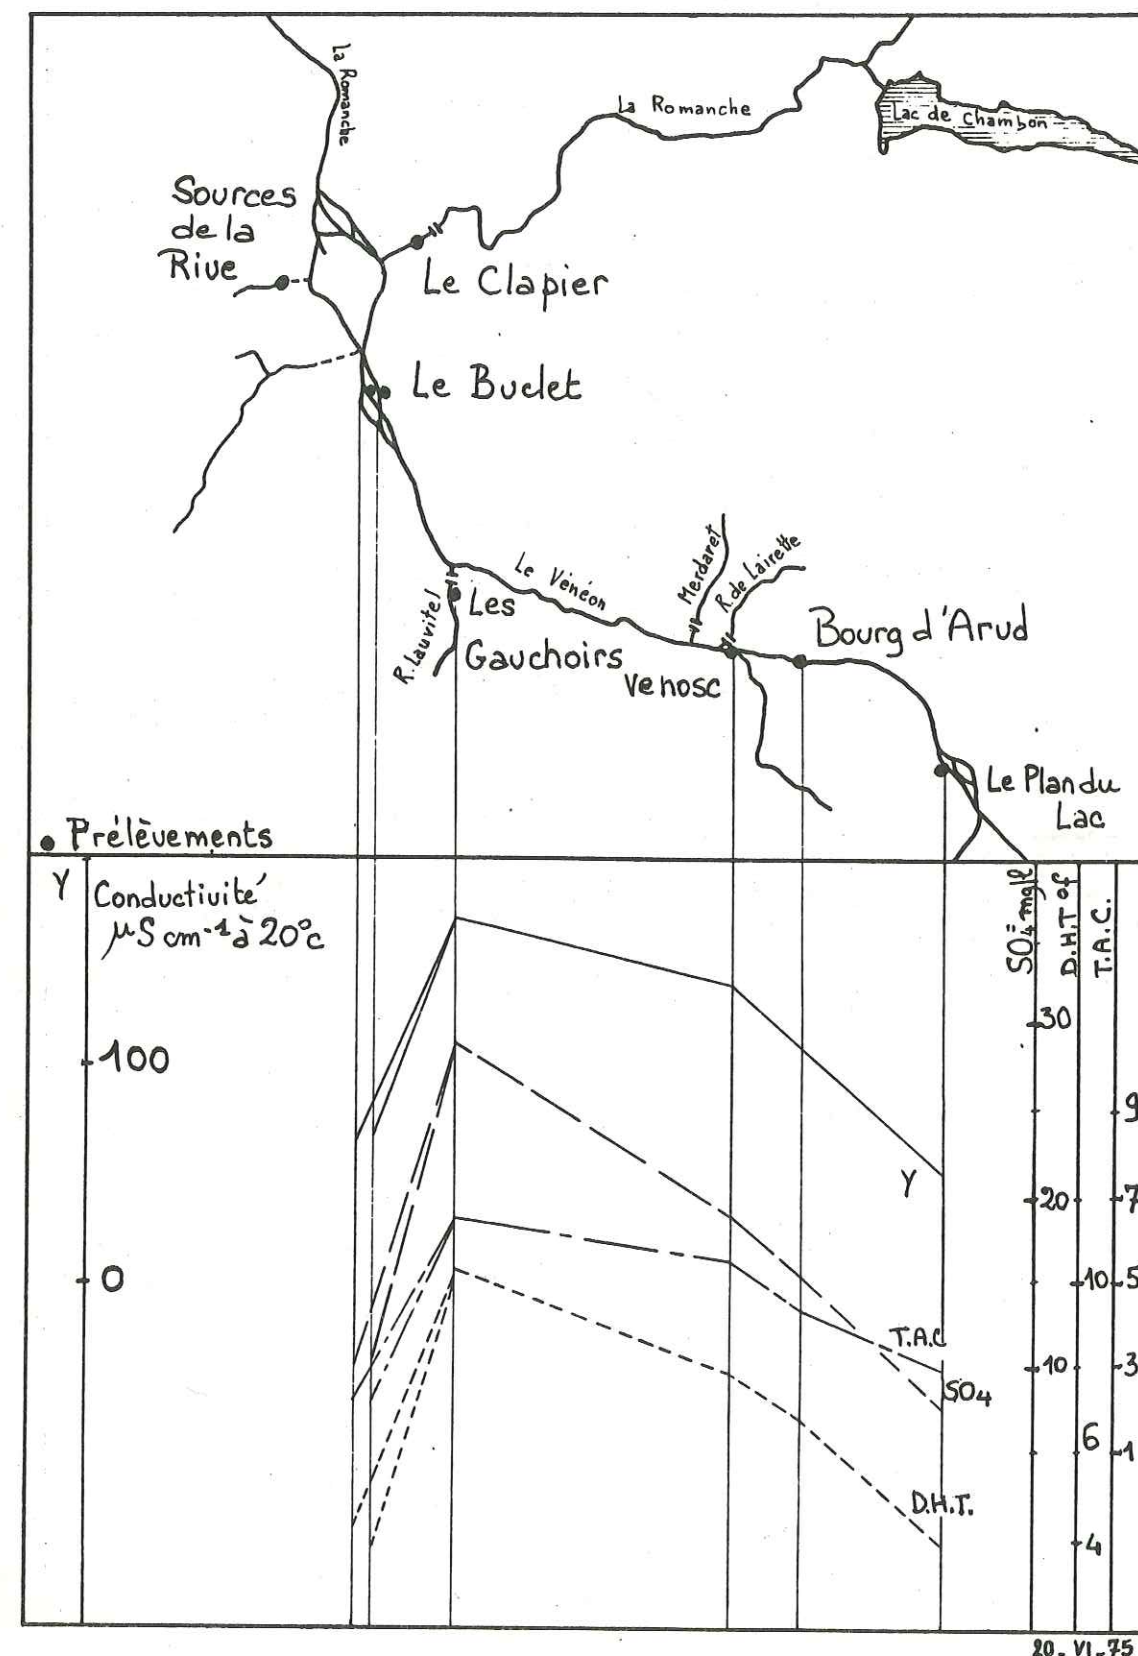 La Romanche
La Romanche
Lac de Chambon
Sources
de la
Rive
Le Clapier
Le Buclet
Le Vénéon
Merdaret
R. de Lairette
R. Lauvitel
Les
Gauchoirs
Venosc
Bourg d'Arud
Le Plan du
Lac
Prélèvements
γ
Conductivité
µS cm-1 à 20°c
100
0
SO4= mg/l
D.H.T °f
T.A.C.
30
20
10
10
6
4
9
7
5
3
1
γ
T.A.C
SO4
D.H.T.
20-VI-75